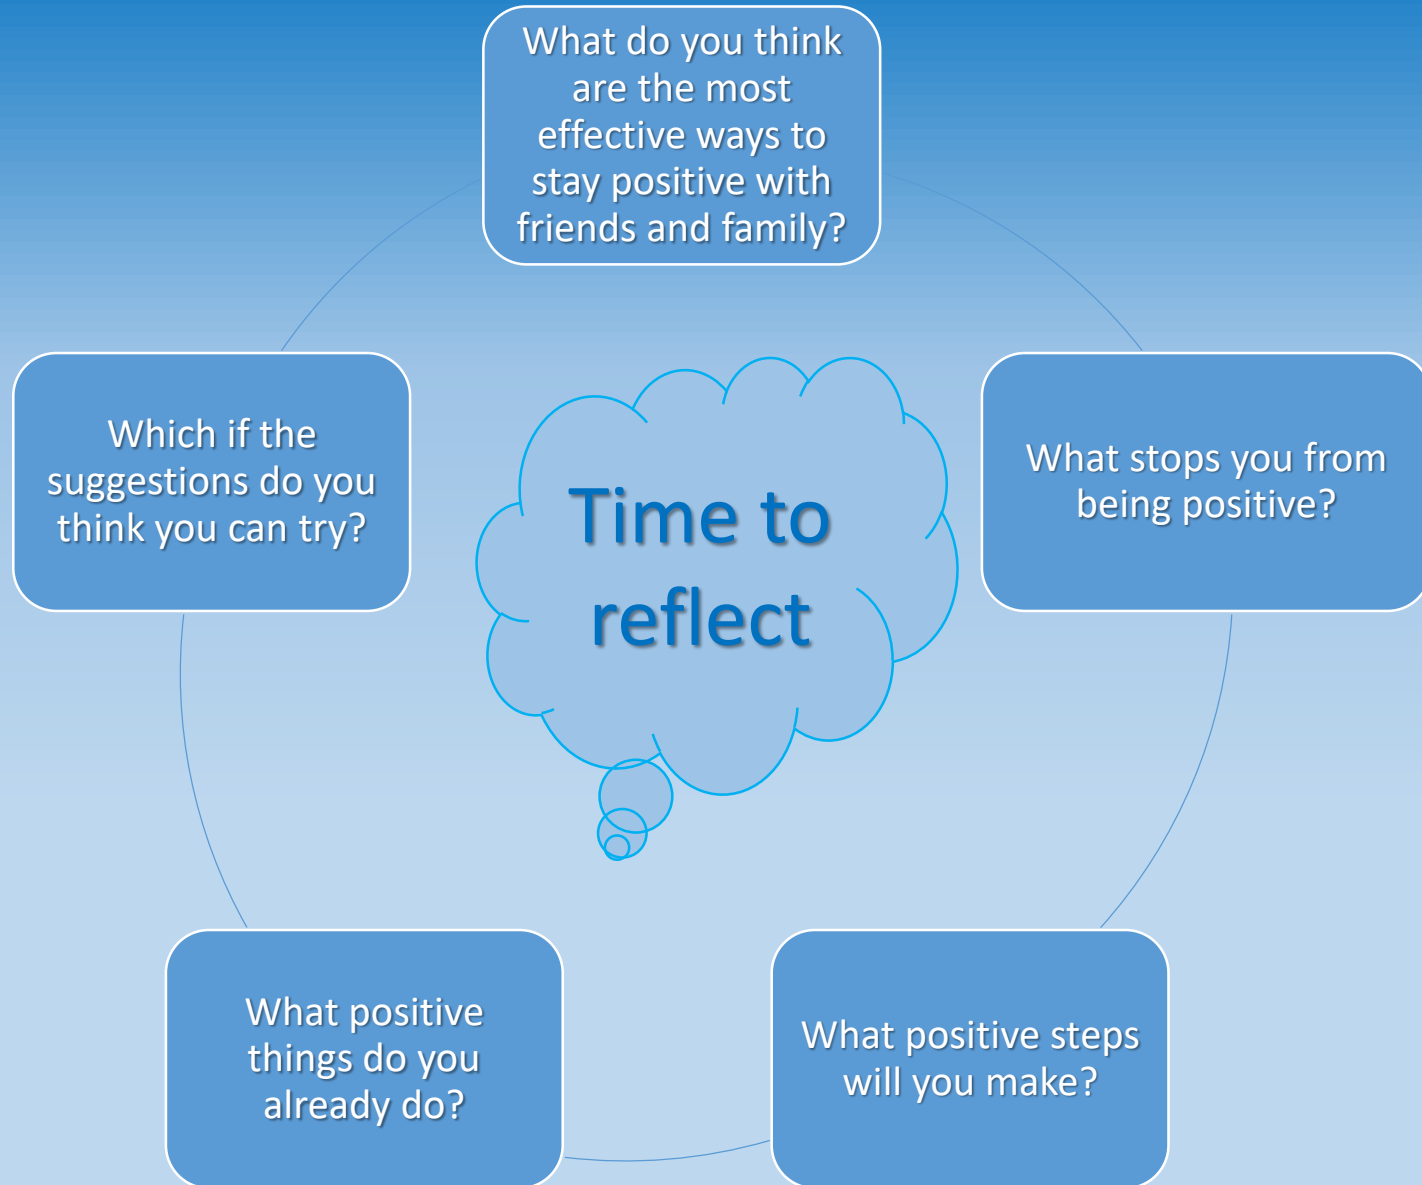 What do you think
are the most
effective ways to
stay positive with
friends and family?
Which if the
suggestions do you
think you can try?
Time to
reflect
What stops you from
being positive?
What positive
things do you
already do?
What positive steps
will you make?